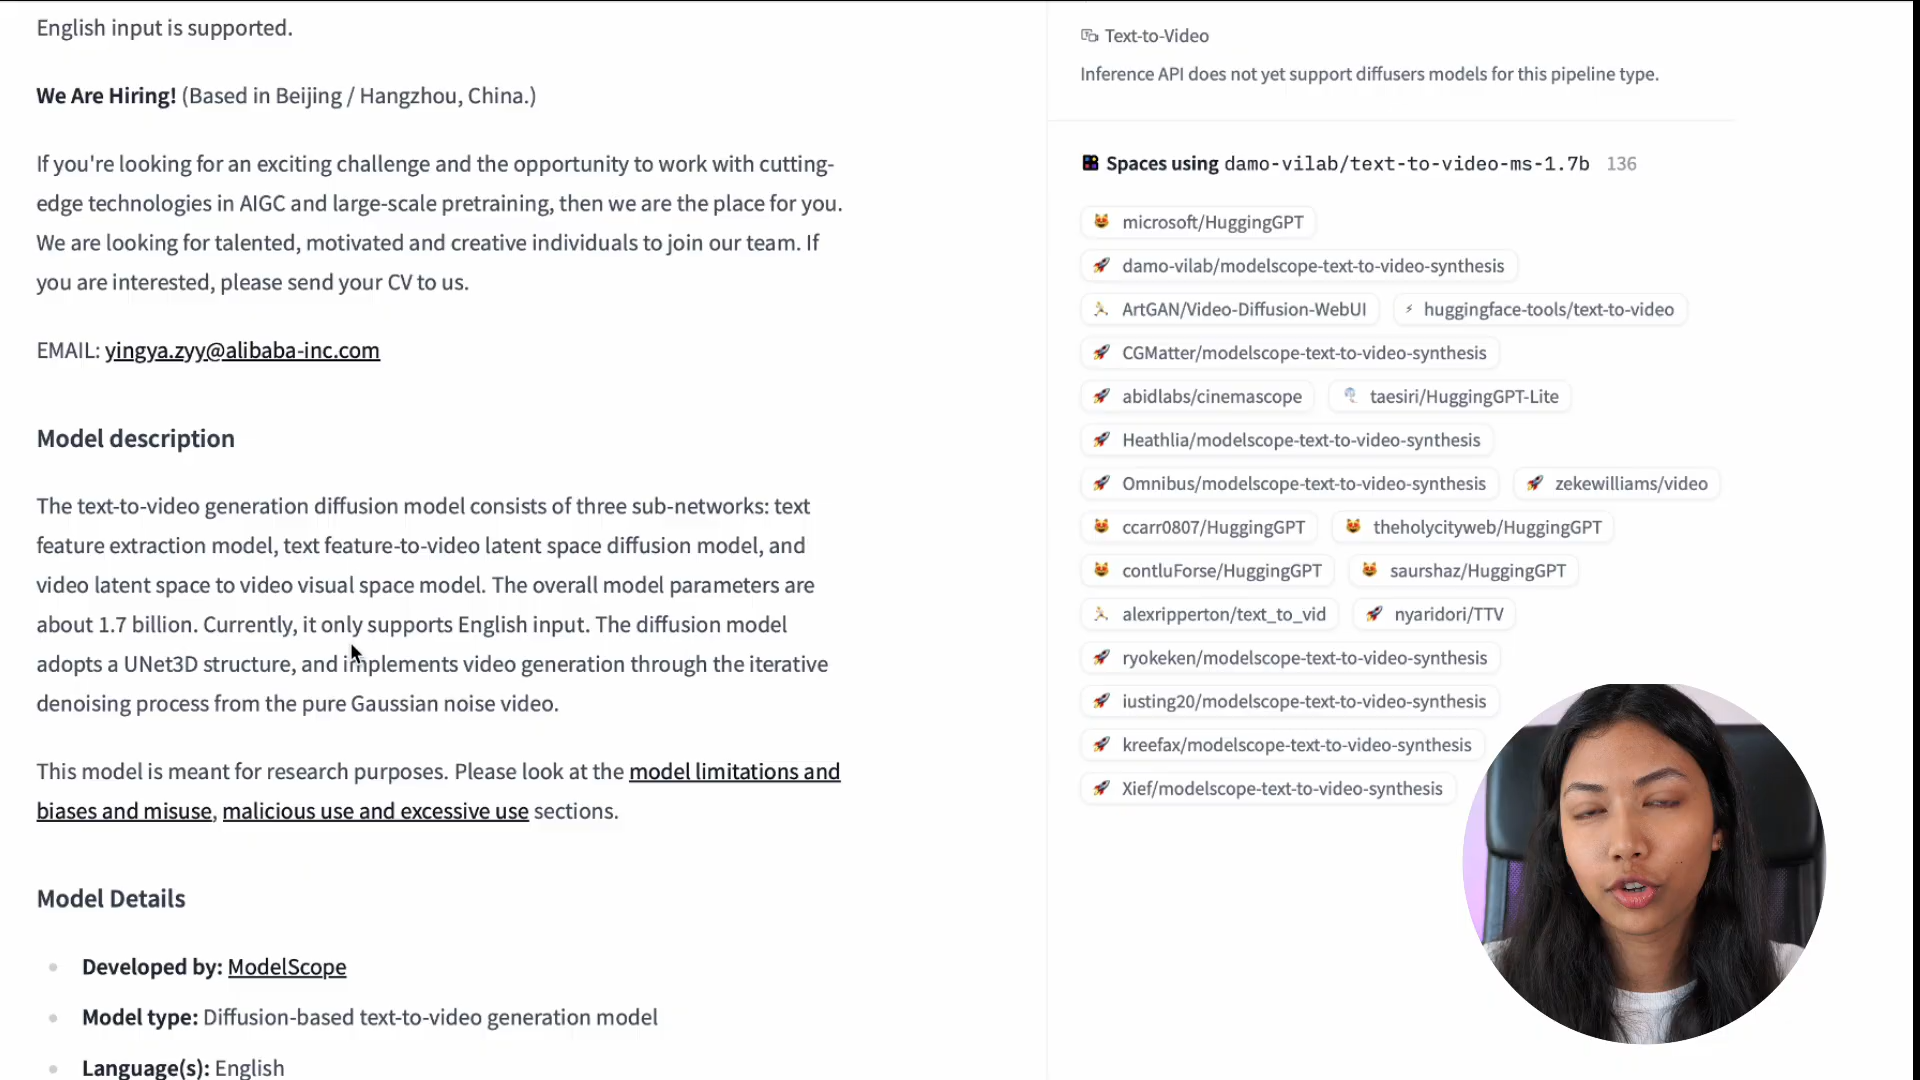 English input is supported.
We Are Hiring! (Based in Beijing / Hangzhou, China.)
If you're looking for an exciting challenge and the opportunity to work with cutting-
edge technologies in AIGC and large-scale pretraining, then we are the place for you.
We are looking for talented, motivated and creative individuals to join our team. If
you are interested, please send your CV to us.
EMAIL: yingya.zyy@alibaba-inc.com
Model description
The text-to-video generation diffusion model consists of three sub-networks: text
feature extraction model, text feature-to-video latent space diffusion model, and
video latent space to video visual space model. The overall model parameters are
about 1.7 billion. Currently, it only supports English input. The diffusion model
adopts a UNet3D structure, and implements video generation through the iterative
denoising process from the pure Gaussian noise video.
This model is meant for research purposes. Please look at the model limitations and
biases and misuse, malicious use and excessive use sections.
Model Details
Developed by: ModelScope
Model type: Diffusion-based text-to-video generation model
Language(s): English
Text-to-Video
Inference API does not yet support diffusers models for this pipeline type.
Spaces using damo-vilab/text-to-video-ms-1.7b 136
microsoft/HuggingGPT
damo-vilab/modelscope-text-to-video-synthesis
ArtGAN/Video-Diffusion-WebUI huggingface-tools/text-to-video
CGMatter/modelscope-text-to-video-synthesis
abidlabs/cinemascope taesiri/HuggingGPT-Lite
Heathlia/modelscope-text-to-video-synthesis
Omnibus/modelscope-text-to-video-synthesis zekewilliams/video
ccarr0807/HuggingGPT theholycityweb/HuggingGPT
contluForse/HuggingGPT saurshaz/HuggingGPT
alexripperton/text_to_vid nyaridori/TTV
ryokeken/modelscope-text-to-video-synthesis
iusting20/modelscope-text-to-video-synthesis
kreefax/modelscope-text-to-video-synthesis
Xief/modelscope-text-to-video-synthesis